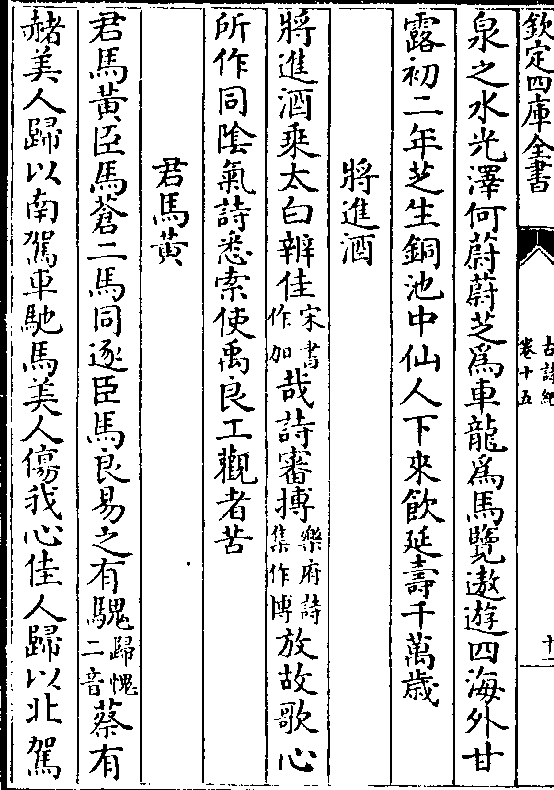 欽定四庫全書
古詩紀
卷十五
十二
泉之水光澤何蔚蔚芝爲車龍爲馬覽遨遊四海外甘
露初二年芝生銅池中仙人下來飲延壽千萬歲
將進酒
將進酒乘太白辨佳宋書作加哉詩審搏樂府詩集作博放故歌心
所作同陰氣詩悉索使禹良工觀者苦
君馬黄
君馬黄臣馬蒼二馬同逐臣馬良易之有騩歸愧二音蔡有
赭美人歸以南駕車馳馬美人傷我心佳人歸以北駕